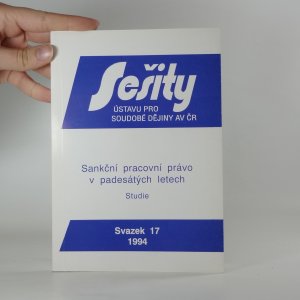 Sešity
ÚSTAVU PRO
SOUDOBÉ DĚJINY AV ČR
Sankční pracovní právo
v padesátých letech
Studie
Svazek 17
1994